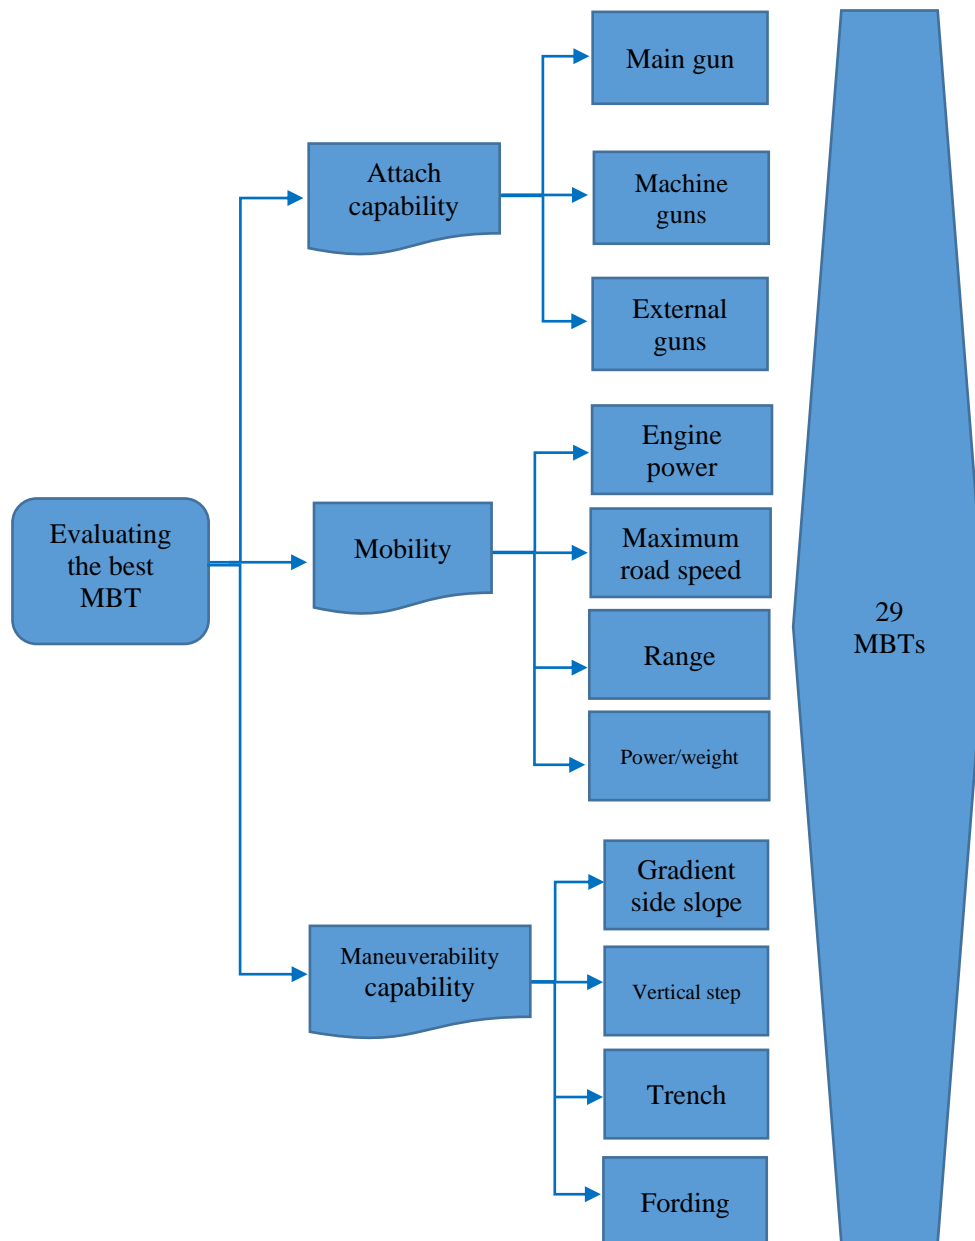 Evaluating
the best
MBT
Attach
capability
Main gun
Machine
guns
External
guns
Mobility
Engine
power
Maximum
road speed
Range
Power/weight
Maneuverability
capability
Gradient
side slope
Vertical step
Trench
Fording
29
MBTs